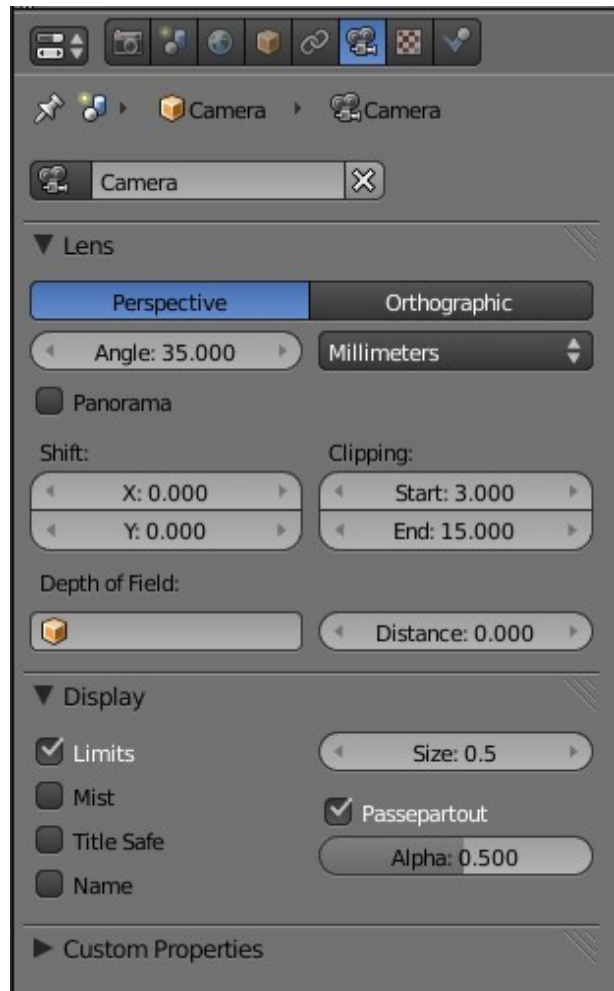 Camera Camera
Camera
Lens
Perspective Orthographic
Angle: 35.000 Millimeters
Panorama
Shift: Clipping:
X: 0.000 Start: 3.000
Y: 0.000 End: 15.000
Depth of Field:
Distance: 0.000
Display
Limits Size: 0.5
Mist Passepartout
Title Safe Alpha: 0.500
Name
Custom Properties